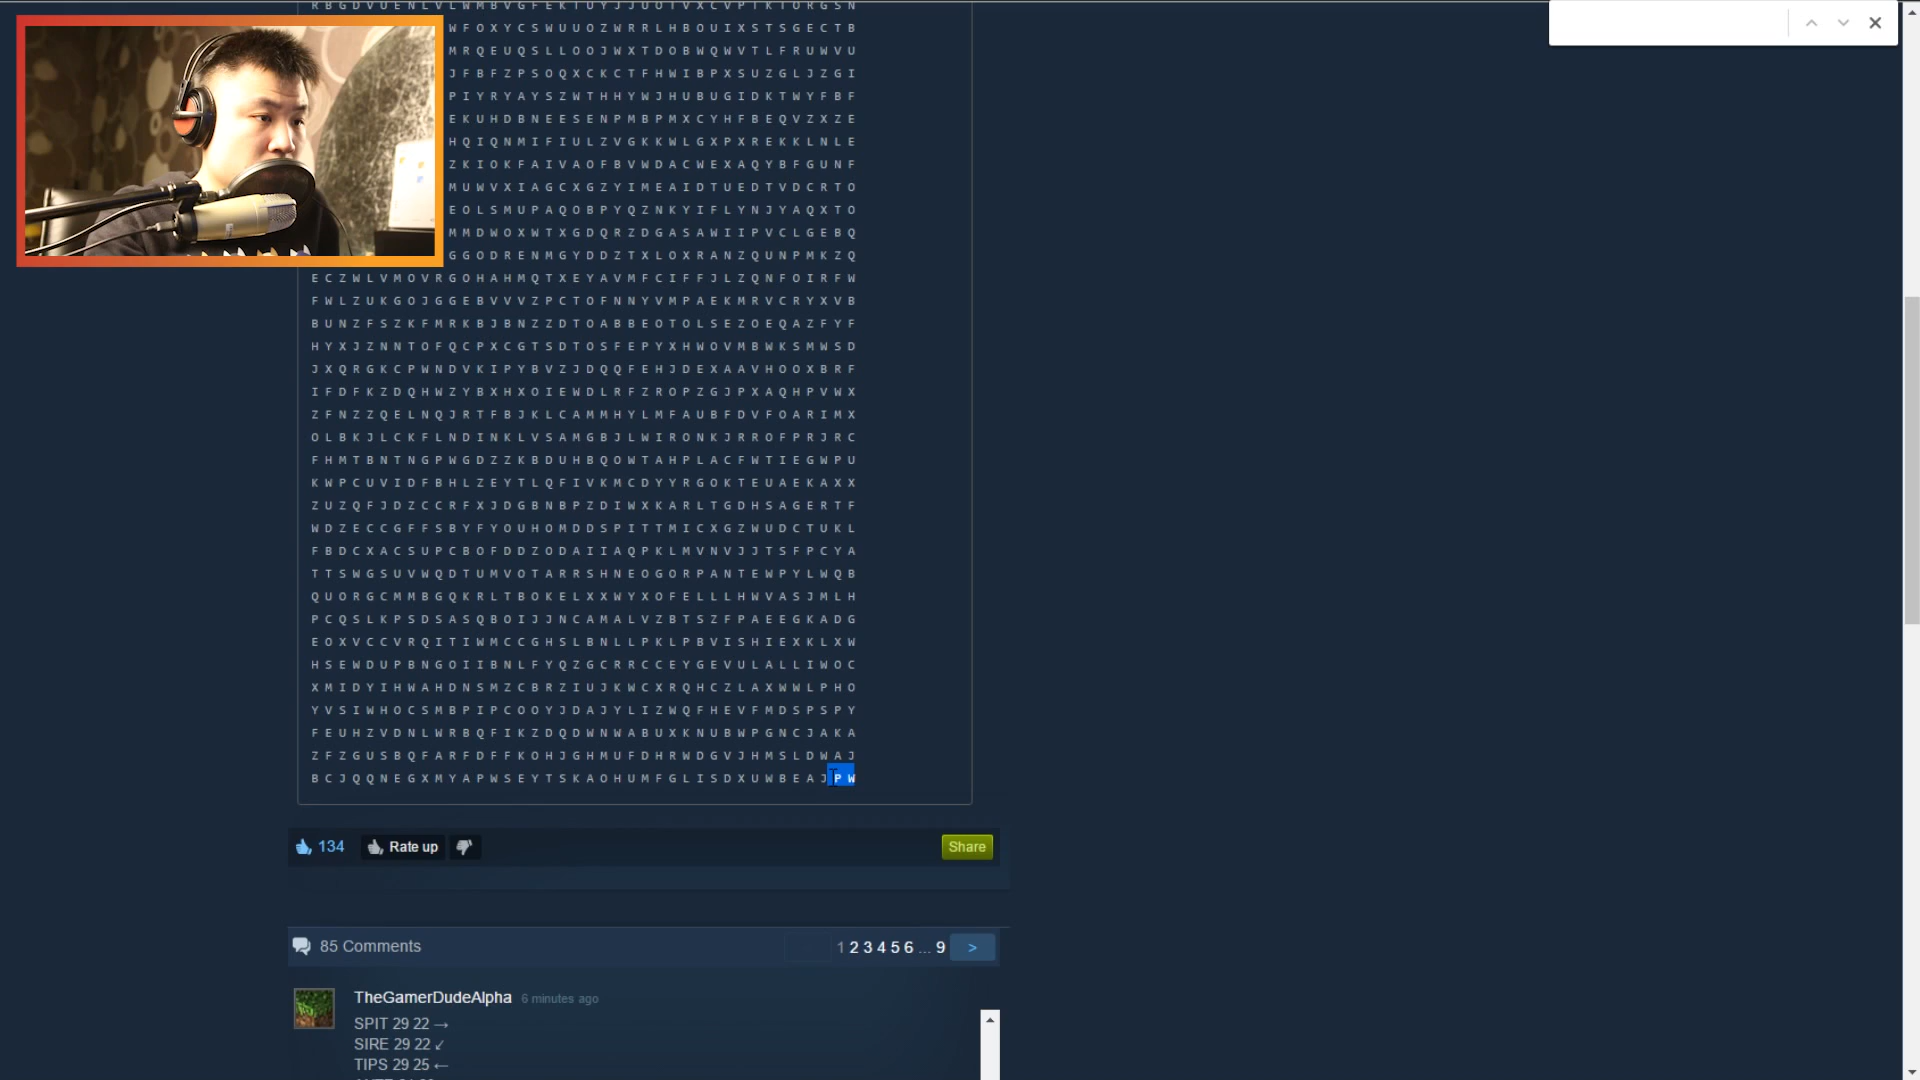 R B G D V U E N L V L W M B V G F E K T U Y J J U O T V X C V P T K T O R G S N
W F O X Y C S W U U O Z W R R L H B O U I X S T S G E C T B
M R Q E U Q S L L O O J W X T D O B W Q W V T L F R U W V U
J F B F Z P S O Q X C K C T F H W I B P X S U Z G L J Z G I
P I Y R Y A Y S Z W T H H Y W J H U B U G I D K T W Y F B F
E K U H D B N E E S E N P M B P M X C Y H F B E Q V Z X Z E
H Q I Q N M I F I U L Z V G K K W L G X P X R E K K L N L E
Z K I O K F A I V A O F B V W D A C W E X A Q Y B F G U N F
M U W V X I A G C X G Z Y I M E A I D T U E D T V D C R T O
E O L S M U P A Q O B P Y Q Z N K Y I F L Y N J Y A Q X T O
M M D W O X W T X G D Q R Z D G A S A W I I P V C L G E B Q
G G O D R E N M G Y D D Z T X L O X R A N Z Q U N P M K Z Q
E C Z W L V M O V R G O H A H M Q T X E Y A V M F C I F F J L Z Q N F O I R F W
F W L Z U K G O J G G E B V V V Z P C T O F N N Y V M P A E K M R V C R Y X V B
B U N Z F S Z K F M R K B J B N Z Z D T O A B B E O T O L S E Z O E Q A Z F Y F
H Y X J Z N N T O F Q C P X C G T S D T O S F E P Y X H W O V M B W K S M W S D
J X Q R G K C P W N D V K I P Y B V Z J D Q Q F E H J D E X A A V H O O X B R F
I F D F K Z D Q H W Z Y B X H X O I E W D L R F Z R O P Z G J P X A Q H P V W X
Z F N Z Z Q E L N Q J R T F B J K L C A M M H Y L M F A U B F D V F O A R I M X
O L B K J L C K F L N D I N K L V S A M G B J L W I R O N K J R R O F P R J R C
F H M T B N T N G P W G D Z Z K B D U H B Q O W T A H P L A C F W T I E G W P U
K W P C U V I D F B H L Z E Y T L Q F I V K M C D Y Y R G O K T E U A E K A X X
Z U Z Q F J D Z C C R F X J D G B N B P Z D I W X K A R L T G D H S A G E R T F
W D Z E C C G F F S B Y F Y O U H O M D D S P I T T M I C X G Z W U D C T U K L
F B D C X A C S U P C B O F D D Z O D A I I A Q P K L M V N V J J T S F P C Y A
T T S W G S U V W Q D T U M V O T A R R S H N E O G O R P A N T E W P Y L W Q B
Q U O R G C M M B G Q K R L T B O K E L X X W Y X O F E L L L H W V A S J M L H
P C Q S L K P S D S A S Q B O I J J N C A M A L V Z B T S Z F P A E E G K A D G
E O X V C C V R Q I T I W M C C G H S L B N L L P K L P B V I S H I E X K L X W
H S E W D U P B N G O I I B N L F Y Q Z G C R R C C E Y G E V U L A L L I W O C
X M I D Y I H W A H D N S M Z C B R Z I U J K W C X R Q H C Z L A X W W L P H O
Y V S I W H O C S M B P I P C O O Y J D A J Y L I Z W Q F H E V F M D S P S P Y
F E U H Z V D N L W R B Q F I K Z D Q D W N W A B U X K N U B W P G N C J A K A
Z F Z G U S B Q F A R F D F F K O H J G H M U F D H R W D G V J H M S L D W A J
B C J Q Q N E G X M Y A P W S E Y T S K A O H U M F G L I S D X U W B E A J P W
134 Rate up Share
85 Comments 1 2 3 4 5 6 ... 9 >
TheGamerDudeAlpha 6 minutes ago
SPIT 29 22 →
SIRE 29 22 ↙
TIPS 29 25 ←